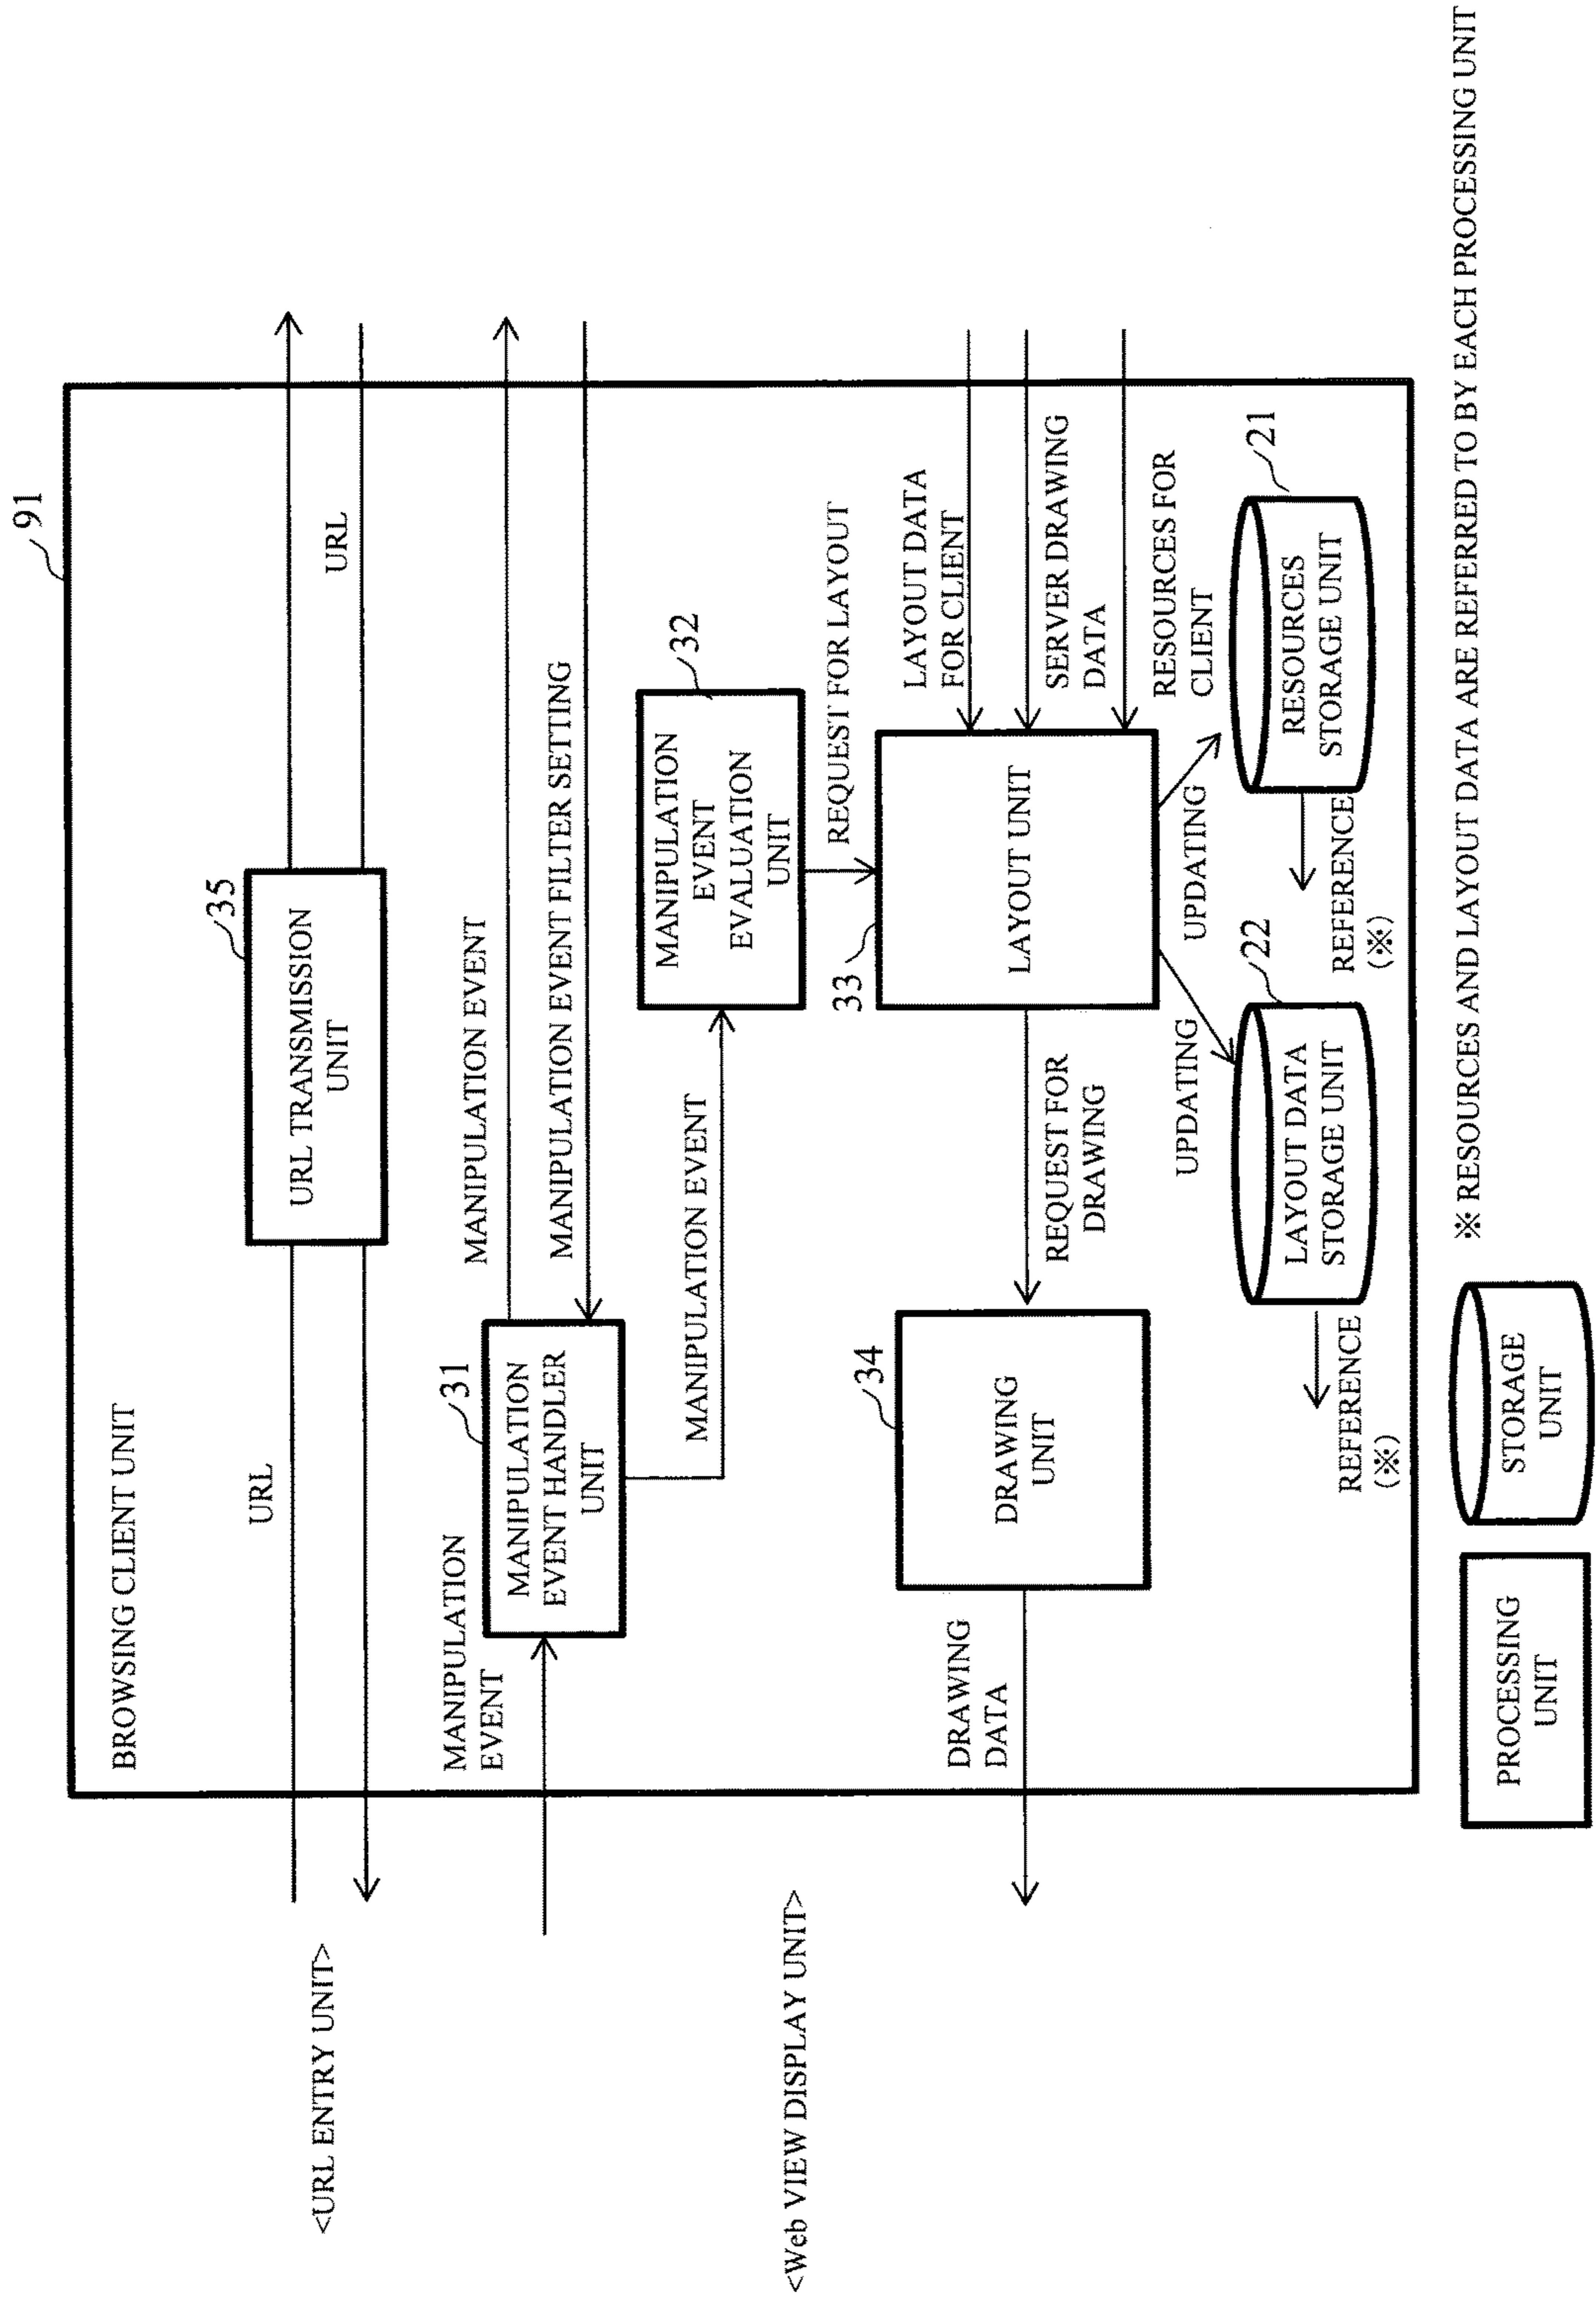 91
BROWSING CLIENT UNIT
<URL ENTRY UNIT>
URL
35
URL TRANSMISSION
UNIT
URL
MANIPULATION
EVENT
31
MANIPULATION
EVENT HANDLER
UNIT
MANIPULATION EVENT
MANIPULATION EVENT FILTER SETTING
MANIPULATION EVENT
32
MANIPULATION
EVENT
EVALUATION
UNIT
REQUEST FOR LAYOUT
<Web VIEW DISPLAY UNIT>
DRAWING
DATA
34
DRAWING
UNIT
REQUEST FOR
DRAWING
33
LAYOUT UNIT
LAYOUT DATA
FOR CLIENT
SERVER DRAWING
DATA
RESOURCES FOR
CLIENT
UPDATING
UPDATING
22
LAYOUT DATA
STORAGE UNIT
REFERENCE
(※)
21
RESOURCES
STORAGE UNIT
REFERENCE
(※)
PROCESSING
UNIT
STORAGE
UNIT
※ RESOURCES AND LAYOUT DATA ARE REFERRED TO BY EACH PROCESSING UNIT